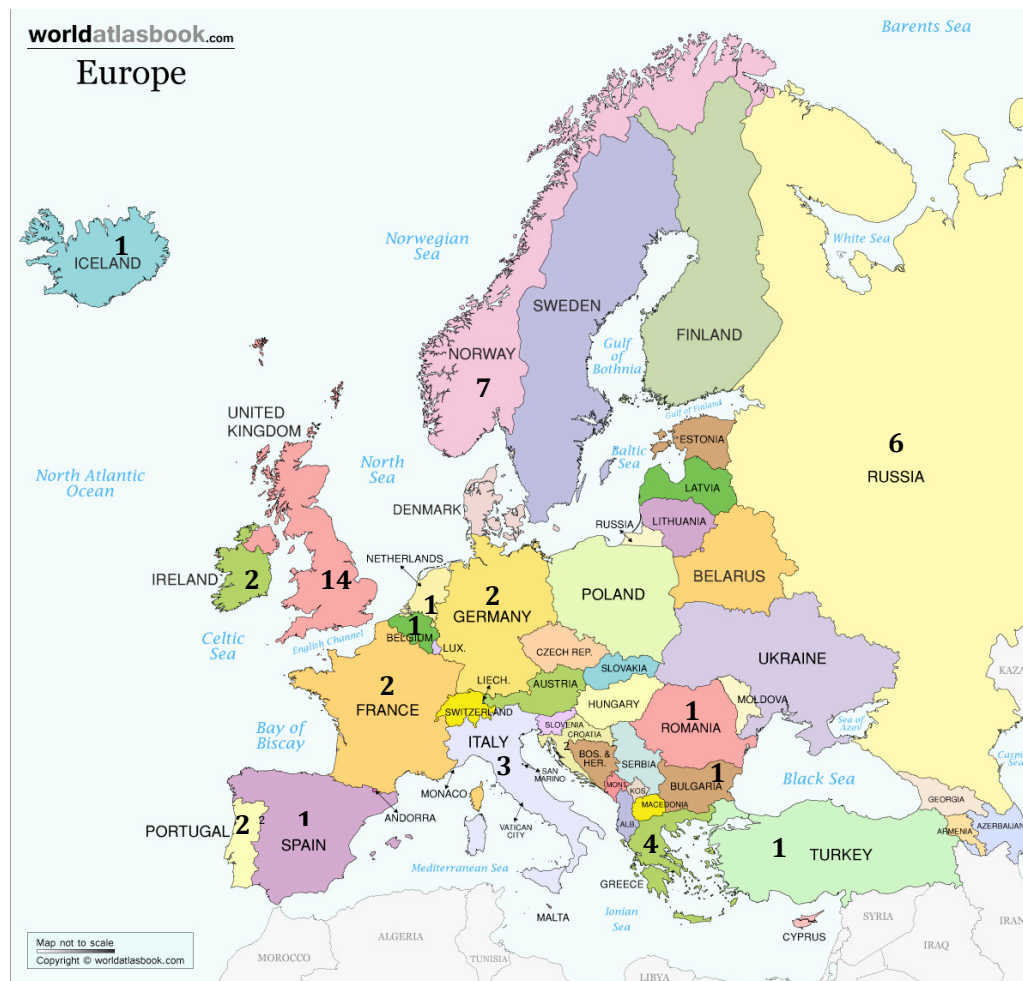 worldatlasbook.com
Europe
Barents Sea
White Sea
Norwegian
Sea
1
ICELAND
SWEDEN
FINLAND
Gulf
of
Bothnia
NORWAY
7
Gulf of Finland
UNITED
KINGDOM
ESTONIA
6
RUSSIA
Baltic
Sea
North
Sea
North Atlantic
Ocean
LATVIA
DENMARK
LITHUANIA
RUSSIA
NETHERLANDS
IRELAND
2
14
BELARUS
POLAND
1
2
GERMANY
1
BELGIUM
English Channel
Celtic
Sea
LUX.
CZECH REP.
SLOVAKIA
UKRAINE
KAZA
LIECH.
AUSTRIA
2
FRANCE
SWITZERLAND
HUNGARY
MOLDOVA
1
ROMANIA
Sea of
Azov
SLOVENIA
CROATIA
2
Bay of
Biscay
ITALY
3
BOS. &
HER.
SERBIA
SAN
MARINO
Caspi
Sea
Black Sea
1
BULGARIA
MONT.
KOS.
MONACO
MACEDONIA
GEORGIA
ANDORRA
VATICAN
CITY
ALB.
ARMENIA
AZERBAIJAN
PORTUGAL
2
2
1
SPAIN
4
1
TURKEY
Mediterranean Sea
GREECE
Ionian
Sea
MALTA
CYPRUS
SYRIA
IRAN
IRAQ
ALGERIA
TUNISIA
MOROCCO
LIBYA
Map not to scale
Copyright © worldatlasbook.com